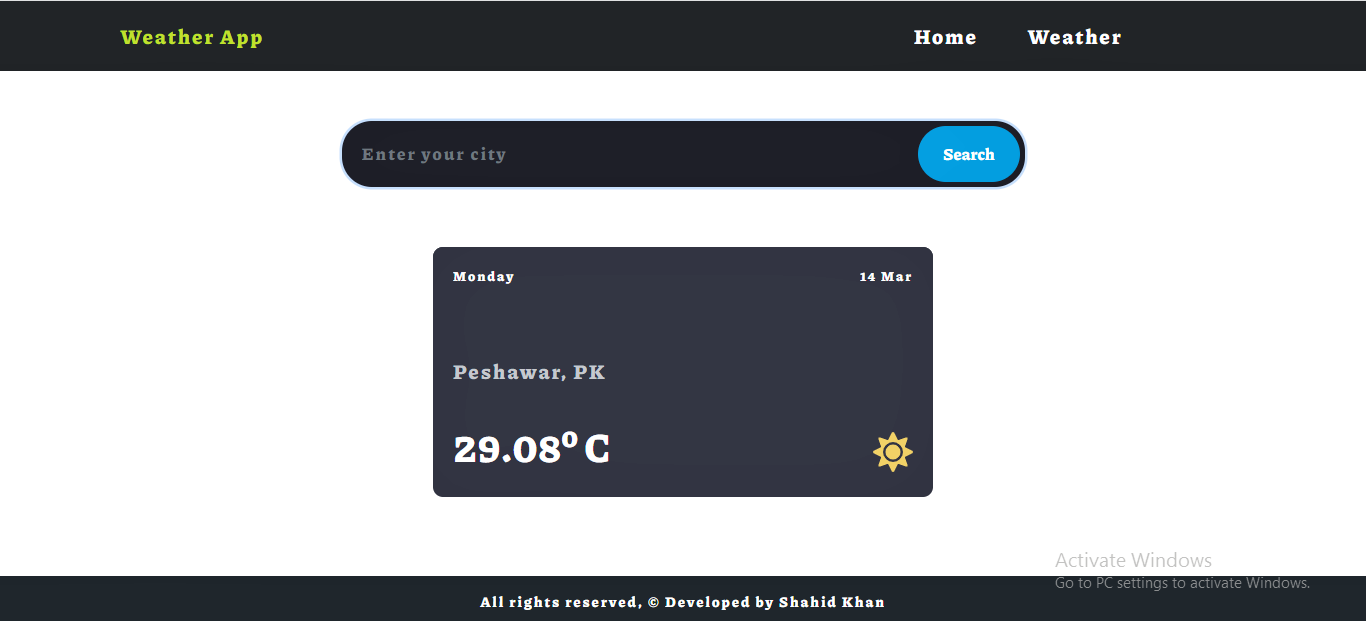 Weather App
Home
Weather
Enter your city
Search
Monday
14 Mar
Peshawar, PK
29.08⁰ C
Activate Windows
Go to PC settings to activate Windows.
All rights reserved, © Developed by Shahid Khan